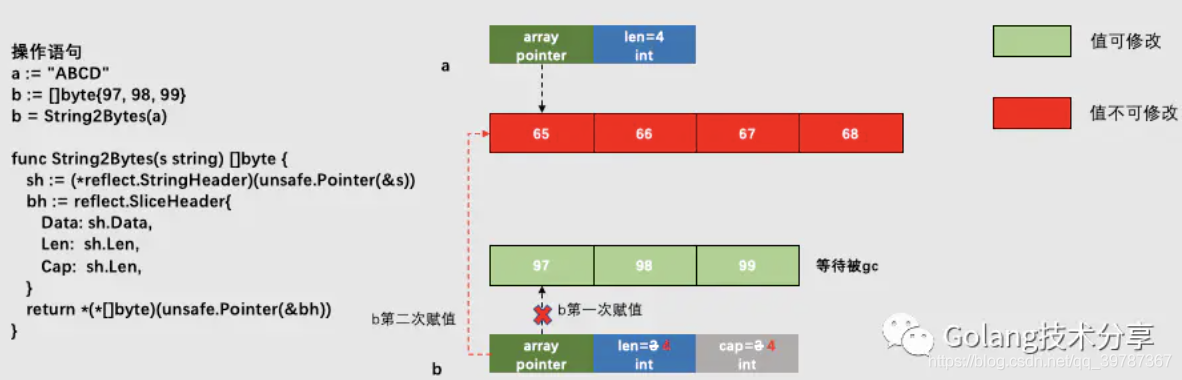 操作语句
a := "ABCD"
b := []byte{97, 98, 99}
b = String2Bytes(a)
func String2Bytes(s string) []byte {
sh := (*reflect.StringHeader)(unsafe.Pointer(&s))
bh := reflect.SliceHeader{
Data: sh.Data,
Len: sh.Len,
Cap: sh.Len,
}
return *(*[]byte)(unsafe.Pointer(&bh))
}
a
array
pointer
len=4
int
65
66
67
68
97
98
99
等待被gc
b第一次赋值
b第二次赋值
b
array
pointer
len=3 4
int
cap=3 4
int
值可修改
值不可修改
Golang技术分享
https://blog.csdn.net/qq_39787367